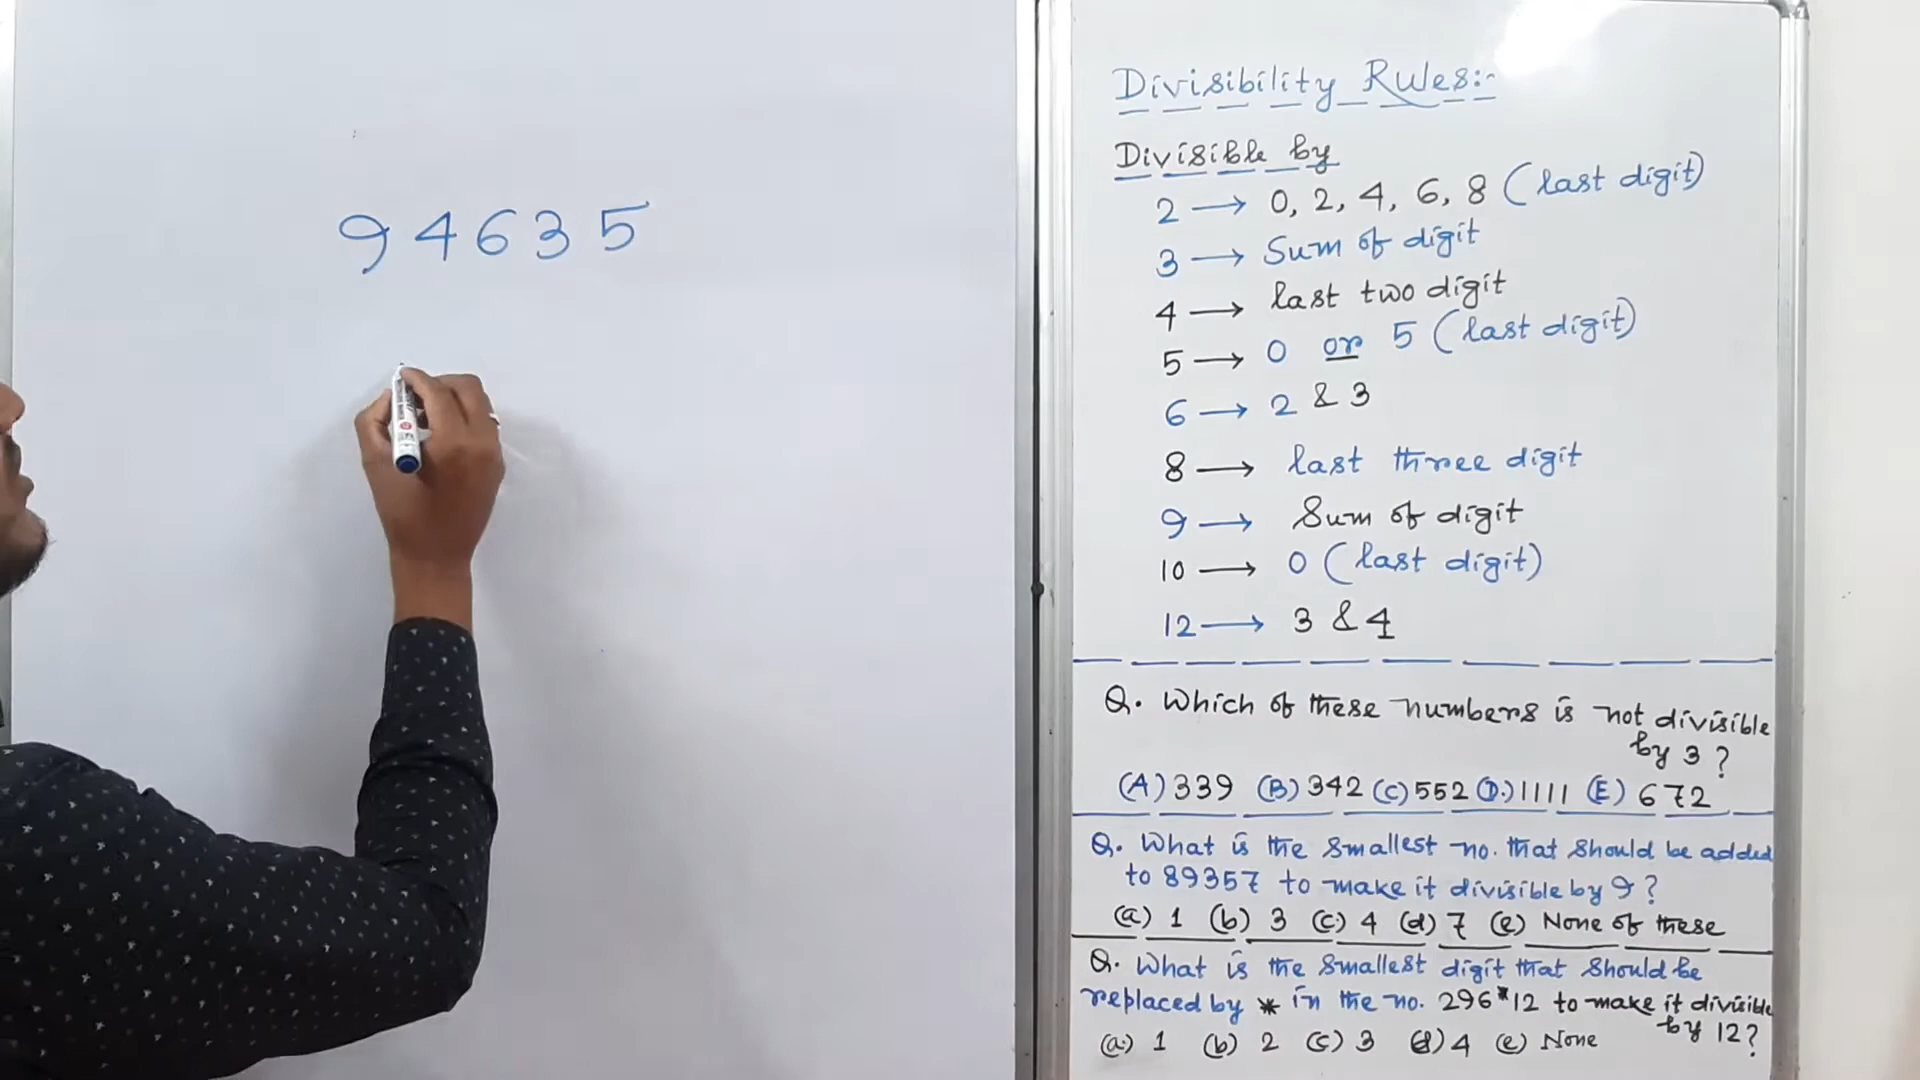 94635
Divisibility Rules:-
Divisible by
2 → 0, 2, 4, 6, 8 (last digit)
3 → Sum of digit
4 → last two digit
5 → 0 or 5 (last digit)
6 → 2 & 3
8 → last three digit
9 → Sum of digit
10 → 0 (last digit)
12 → 3 & 4
Q. Which of these numbers is not divisible
by 3?
(A) 339 (B) 342 (C) 552 (D.) 1111 (E) 672
Q. What is the smallest no. that should be added
to 89357 to make it divisible by 9?
(a) 1 (b) 3 (c) 4 (d) 7 (e) None of these
Q. What is the smallest digit that should be
replaced by * in the no. 296*12 to make it divisible
by 12?
(a.) 1 (b) 2 (c) 3 (d) 4 (e) None